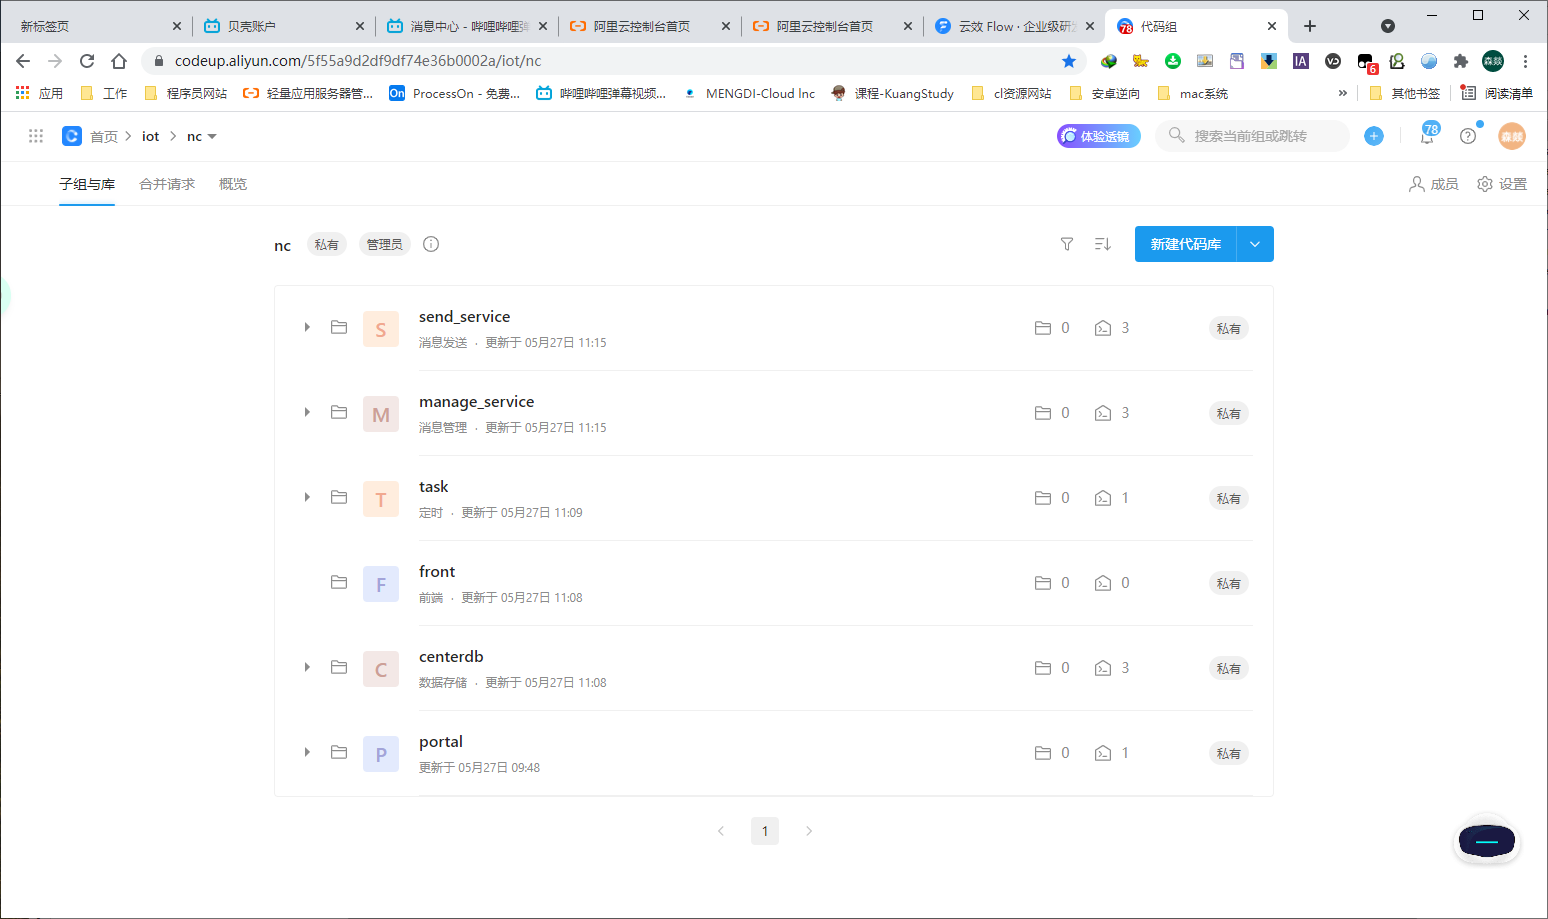 新标签页
贝壳账户
消息中心 - 哔哩哔哩弹
阿里云控制台首页
阿里云控制台首页
云效 Flow · 企业级研
78
代码组
codeup.aliyun.com/5f55a9d2df9df74e36b0002a/iot/nc
IA
6
森燚
应用
工作
程序员网站
轻量应用服务器管...
On
ProcessOn - 免费...
哔哩哔哩弹幕视频...
MENGDI-Cloud Inc
课程-KuangStudy
cl资源网站
安卓逆向
mac系统
»
其他书签
阅读清单
首页 > iot > nc
体验透镜
搜索当前组或跳转
78
森燚
子组与库
合并请求
概览
成员
设置
nc
私有
管理员
新建代码库
S
send_service
0
3
私有
消息发送 · 更新于 05月27日 11:15
M
manage_service
0
3
私有
消息管理 · 更新于 05月27日 11:15
T
task
0
1
私有
定时 · 更新于 05月27日 11:09
F
front
0
0
私有
前端 · 更新于 05月27日 11:08
C
centerdb
0
3
私有
数据存储 · 更新于 05月27日 11:08
P
portal
0
1
私有
更新于 05月27日 09:48
1